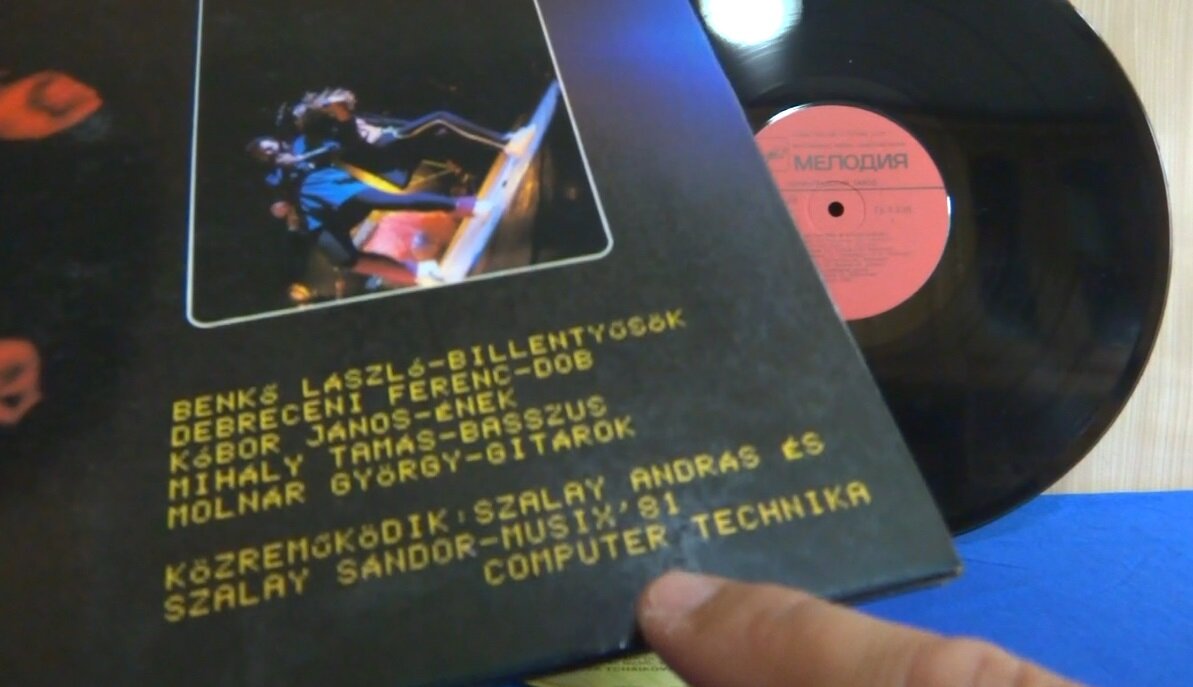 BENKŐ LÁSZLÓ-BILLENTYŰSÖK
DEBRECENI FERENC-DOB
KÓBOR JÁNOS-ÉNEK
MIHÁLY TAMÁS-BASSZUS
MOLNÁR GYÖRGY-GITÁROK
KÖZREMŰKÖDIK:SZALAY ANDRÁS ÉS
SZALAY SÁNDOR-MUSIX'81
COMPUTER TECHNIKA
МЕЛОДИЯ